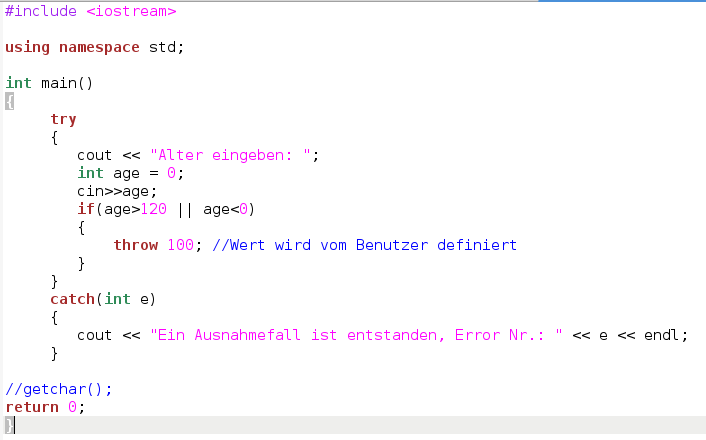 #include <iostream>
using namespace std;
int main()
{
try
{
cout << "Alter eingeben: ";
int age = 0;
cin>>age;
if(age>120 || age<0)
{
throw 100; //Wert wird vom Benutzer definiert
}
}
catch(int e)
{
cout << "Ein Ausnahmefall ist entstanden, Error Nr.: " << e << endl;
}
//getchar();
return 0;
}